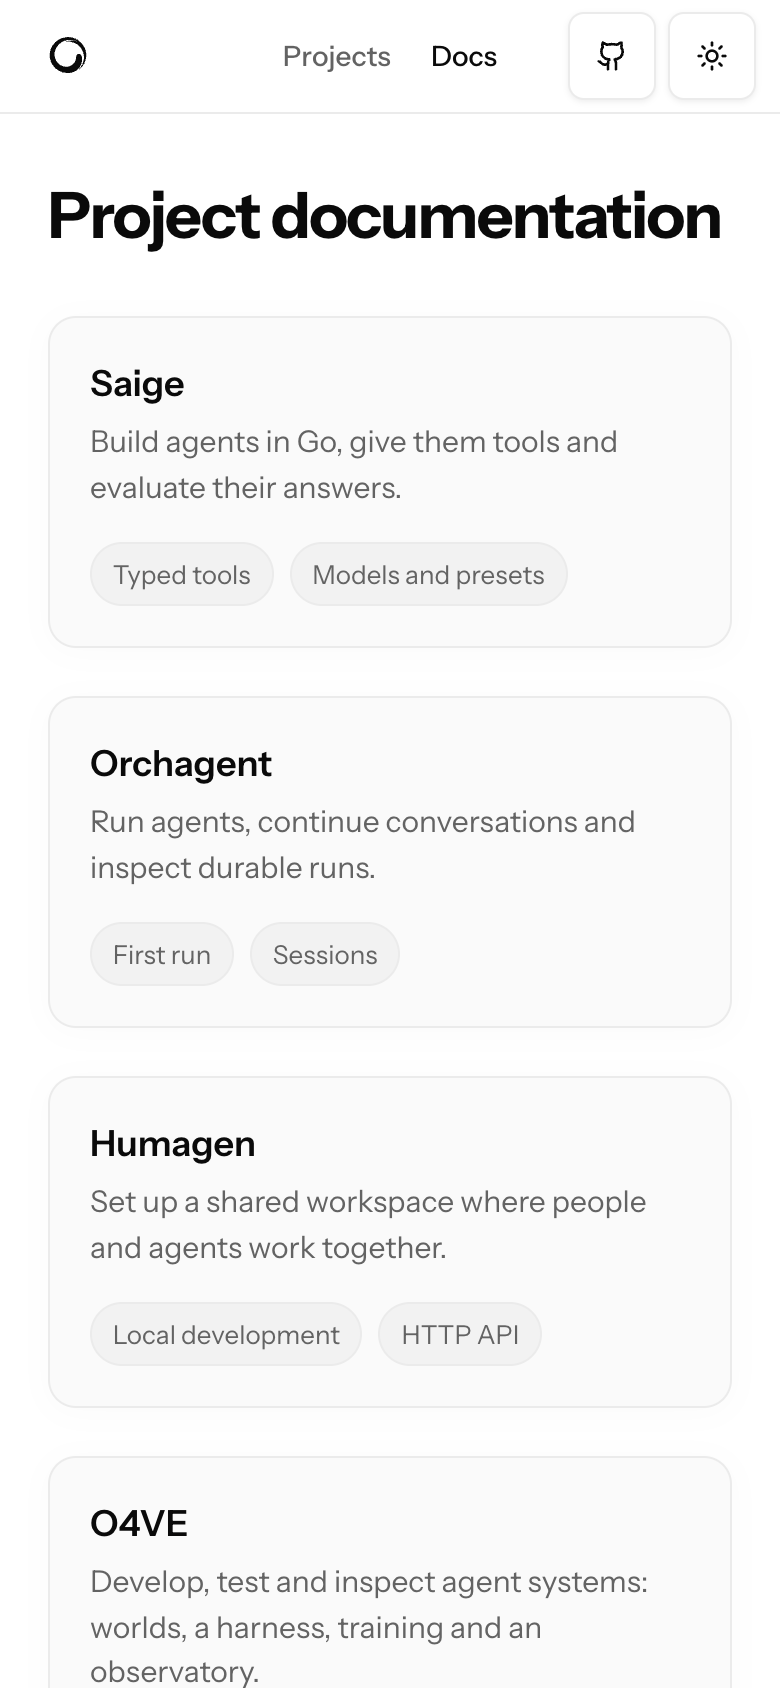 Projects Docs
Project documentation
Saige
Build agents in Go, give them tools and
evaluate their answers.
Typed tools Models and presets
Orchagent
Run agents, continue conversations and
inspect durable runs.
First run Sessions
Humagen
Set up a shared workspace where people
and agents work together.
Local development HTTP API
O4VE
Develop, test and inspect agent systems:
worlds, a harness, training and an
observatory.